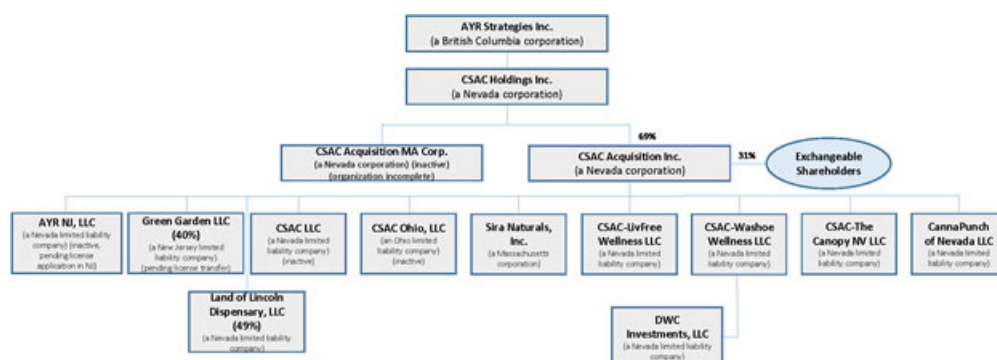 AYR Strategies Inc.
(a British Columbia corporation)
CSAC Holdings Inc.
(a Nevada corporation)
69%
CSAC Acquisition MA Corp.
(a Nevada corporation) (inactive)
(organization incomplete)
CSAC Acquisition Inc.
(a Nevada corporation)
31%
Exchangeable
Shareholders
AYR NJ, LLC
(a Nevada limited liability
company) (inactive,
pending license
application in NJ)
Green Garden LLC
(40%)
(a New Jersey limited
liability company)
(pending license transfer)
CSAC LLC
(a Nevada limited
liability company)
(inactive)
CSAC Ohio, LLC
(an Ohio limited
liability company)
(inactive)
Sira Naturals,
Inc.
(a Massachusetts
corporation)
CSAC-LivFree
Wellness LLC
(a Nevada limited
liability company)
CSAC-Washoe
Wellness LLC
(a Nevada limited
liability company)
CSAC-The
Canopy NV LLC
(a Nevada limited
liability company)
CannaPunch
of Nevada LLC
(a Nevada limited
liability company)
Land of Lincoln
Dispensary, LLC
(49%)
(a Nevada limited liability
company)
DWC
Investments, LLC
(a Nevada limited liability
company)